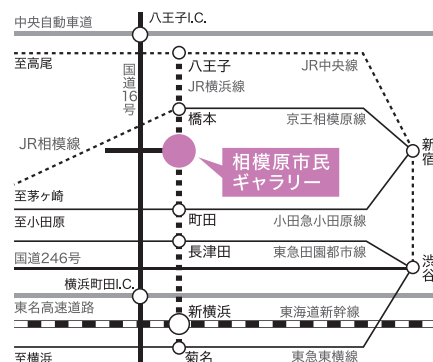 八王子I.C.
中央自動車道
八王子
至高尾
JR中央線
国道16号
JR横浜線
橋本
京王相模原線
新宿
JR相模線
相模原市民
ギャラリー
至茅ヶ崎
町田
小田急小田原線
至小田原
長津田
東急田園都市線
国道246号
渋谷
横浜町田I.C.
東名高速道路
新横浜
東海道新幹線
至横浜
菊名
東急東横線